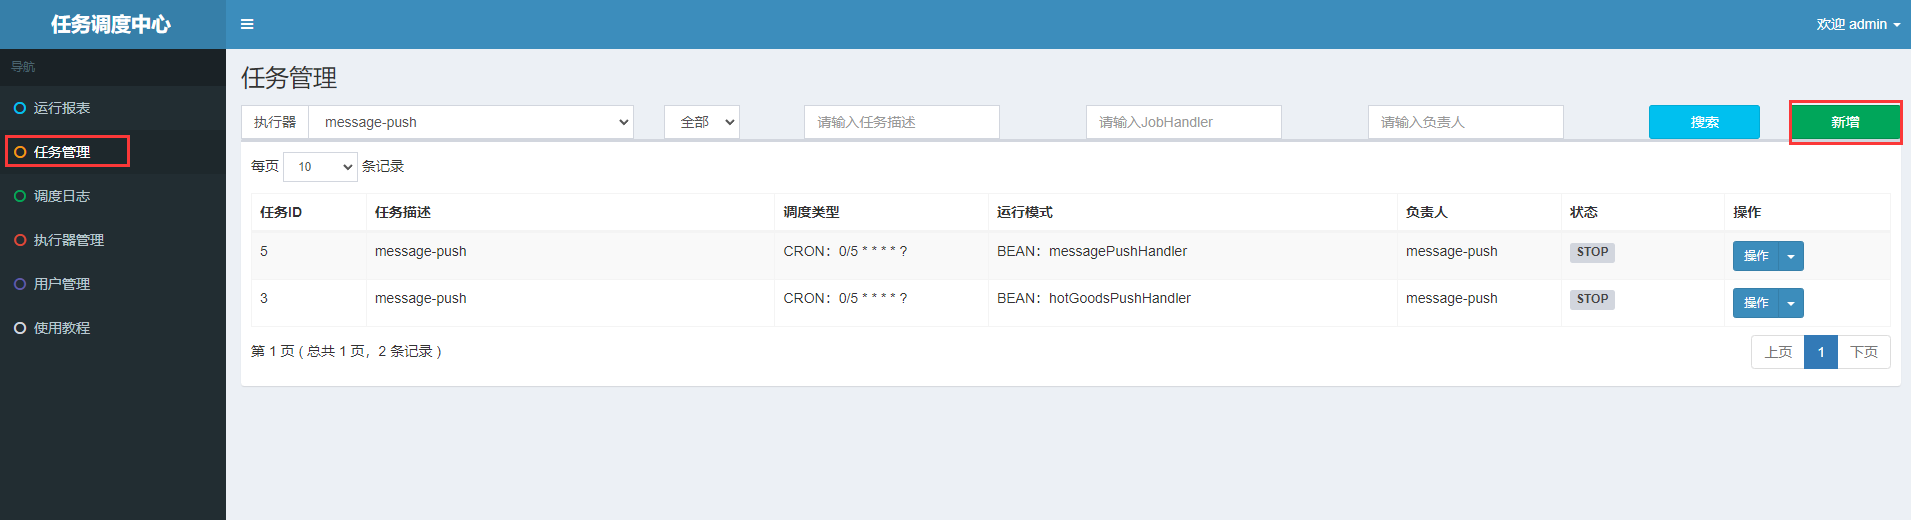 任务调度中心
欢迎 admin
导航
运行报表
任务管理
调度日志
执行器管理
用户管理
使用教程
任务管理
执行器 message-push 全部 请输入任务描述 请输入JobHandler 请输入负责人 搜索 新增
每页 10 条记录
任务ID 任务描述 调度类型 运行模式 负责人 状态 操作
5 message-push CRON：0/5 * * * * ? BEAN：messagePushHandler message-push STOP 操作
3 message-push CRON：0/5 * * * * ? BEAN：hotGoodsPushHandler message-push STOP 操作
第 1 页 ( 总共 1 页，2 条记录 ) 上页 1 下页